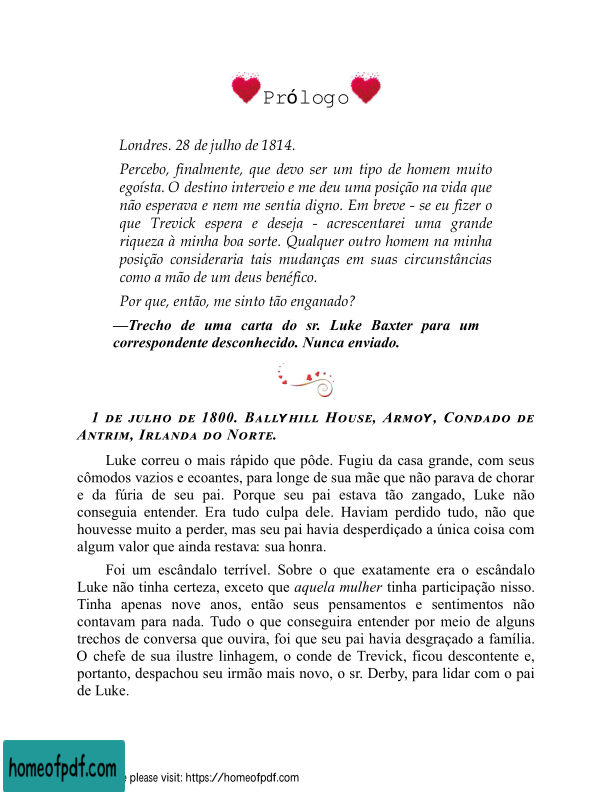 Prólogo
Londres. 28 de julho de 1814.
Percebo, finalmente, que devo ser um tipo de homem muito
egoísta. O destino interveio e me deu uma posição na vida que
não esperava e nem me sentia digno. Em breve - se eu fizer o
que Trevick espera e deseja - acrescentarei uma grande
riqueza à minha boa sorte. Qualquer outro homem na minha
posição consideraria tais mudanças em suas circunstâncias
como a mão de um deus benéfico.
Por que, então, me sinto tão enganado?
—Trecho de uma carta do sr. Luke Baxter para um
correspondente desconhecido. Nunca enviado.
1 de julho de 1800. Ballyhill House, Armoy, Condado de
Antrim, Irlanda do Norte.
Luke correu o mais rápido que pôde. Fugiu da casa grande, com seus
cômodos vazios e ecoantes, para longe de sua mãe que não parava de chorar
e da fúria de seu pai. Porque seu pai estava tão zangado, Luke não
conseguia entender. Era tudo culpa dele. Haviam perdido tudo, não que
houvesse muito a perder, mas seu pai havia desperdiçado a única coisa com
algum valor que ainda restava: sua honra.
Foi um escândalo terrível. Sobre o que exatamente era o escândalo
Luke não tinha certeza, exceto que aquela mulher tinha participação nisso.
Tinha apenas nove anos, então seus pensamentos e sentimentos não
contavam para nada. Tudo o que conseguira entender por meio de alguns
trechos de conversa que ouvira, foi que seu pai havia desgraçado a família.
O chefe de sua ilustre linhagem, o conde de Trevick, ficou descontente e,
portanto, despachou seu irmão mais novo, o sr. Derby, para lidar com o pai
de Luke.
homeofpdf.com
please visit: https://homeofpdf.com